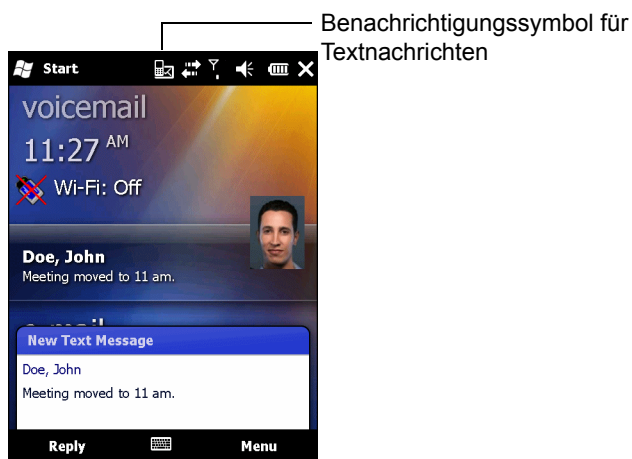 Benachrichtigungssymbol für
Textnachrichten
Start
voicemail
11:27 AM
Wi-Fi: Off
Doe, John
Meeting moved to 11 am.
e-mail
New Text Message
Doe, John
Meeting moved to 11 am.
Reply
Menu